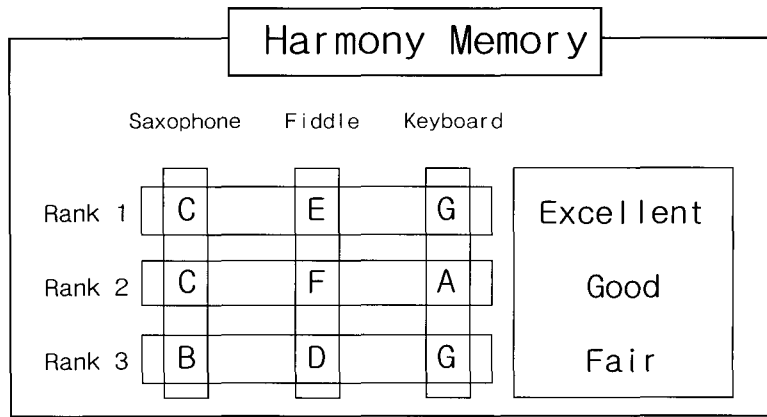 Harmony Memory
Saxophone Fiddle Keyboard
Rank 1 C E G Excellent
Rank 2 C F A Good
Rank 3 B D G Fair